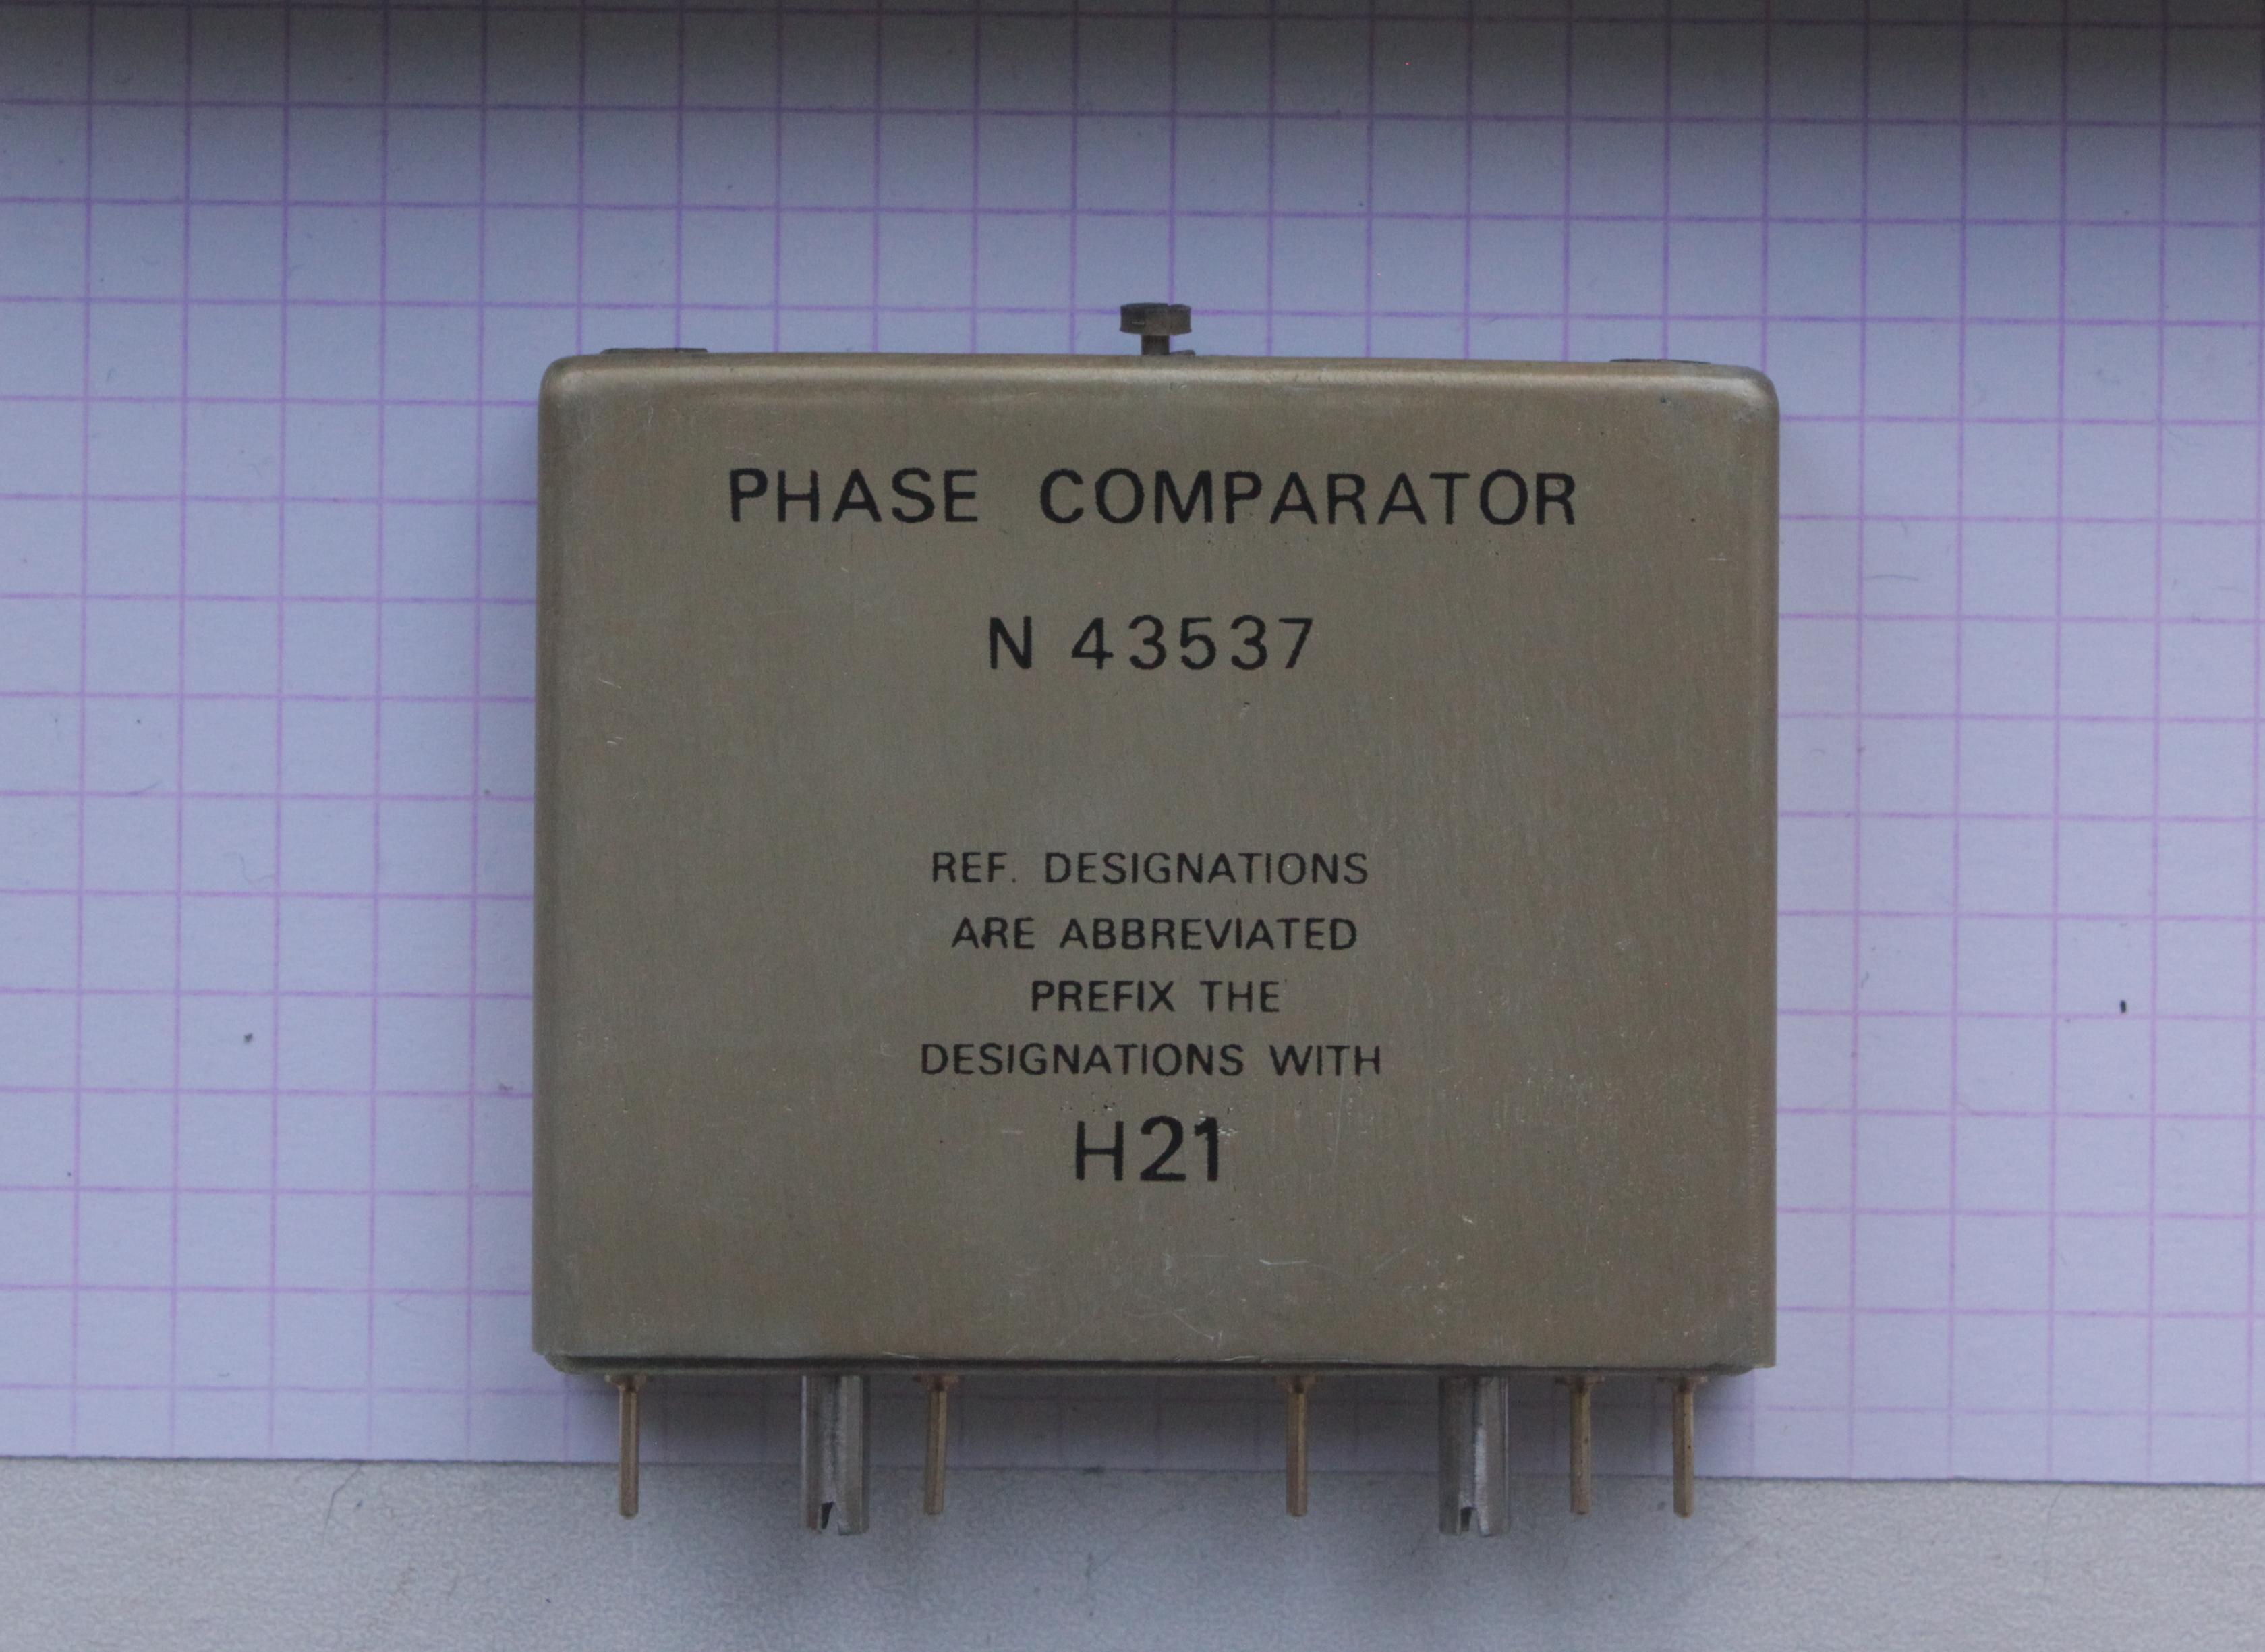 PHASE COMPARATOR
N 43537
REF. DESIGNATIONS
ARE ABBREVIATED
PREFIX THE
DESIGNATIONS WITH
H21